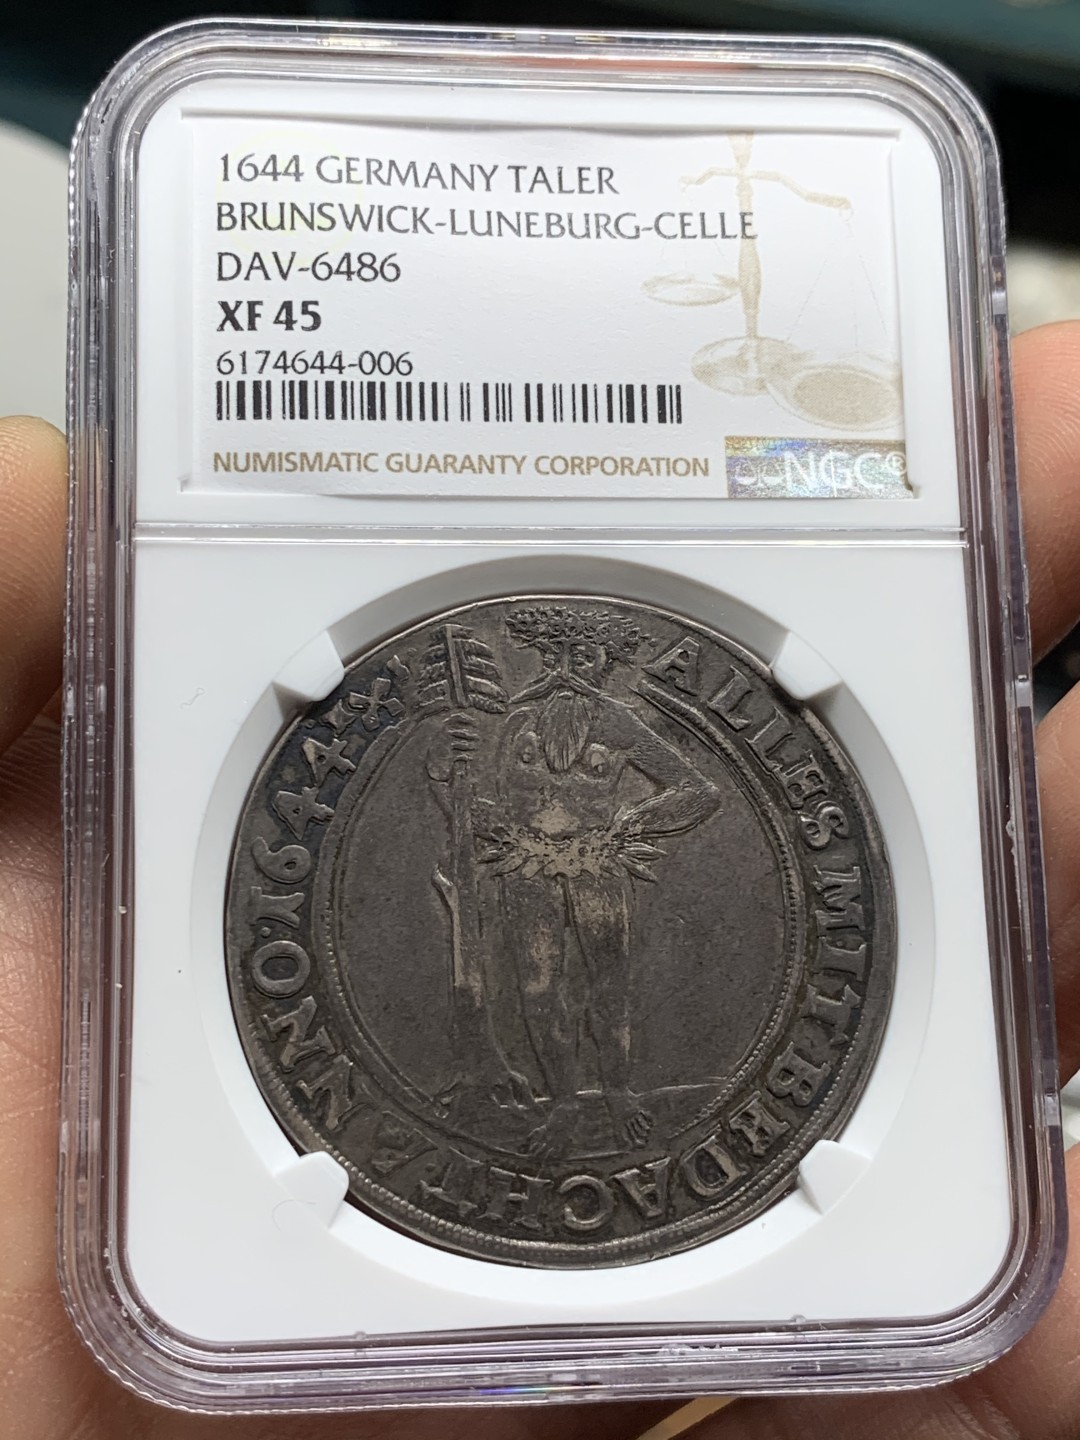 1644 GERMANY TALER
BRUNSWICK-LUNEBURG-CELLE
DAV-6486
XF 45
6174644-006
NUMISMATIC GUARANTY CORPORATION
NGC®
ALLES MIT BEDACHT ANNO 1644